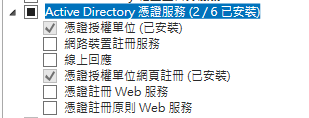 Active Directory 憑證服務 (2 / 6 已安裝)
憑證授權單位 (已安裝)
網路裝置註冊服務
線上回應
憑證授權單位網頁註冊 (已安裝)
憑證註冊 Web 服務
憑證註冊原則 Web 服務